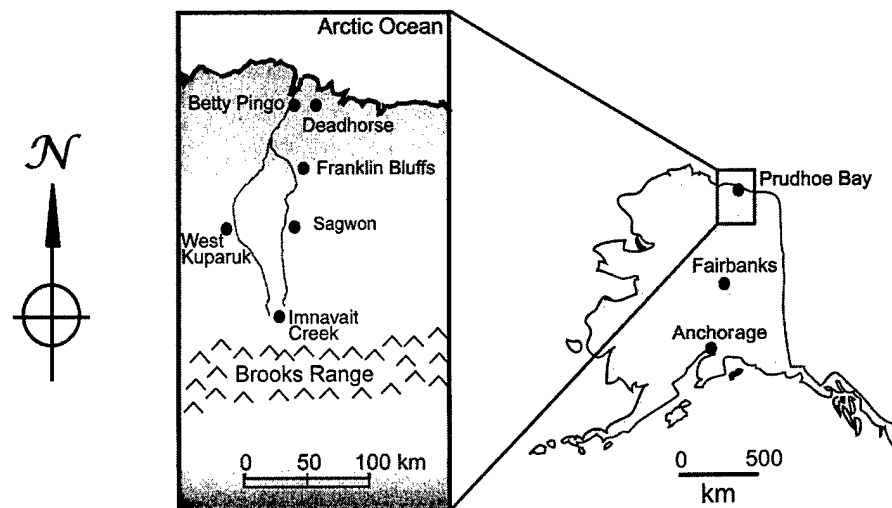 N
Arctic Ocean
Betty Pingo
Deadhorse
Franklin Bluffs
West
Kuparuk
Sagwon
Imnavait
Creek
Brooks Range
0 50 100 km
Prudhoe Bay
Fairbanks
Anchorage
0 500
km